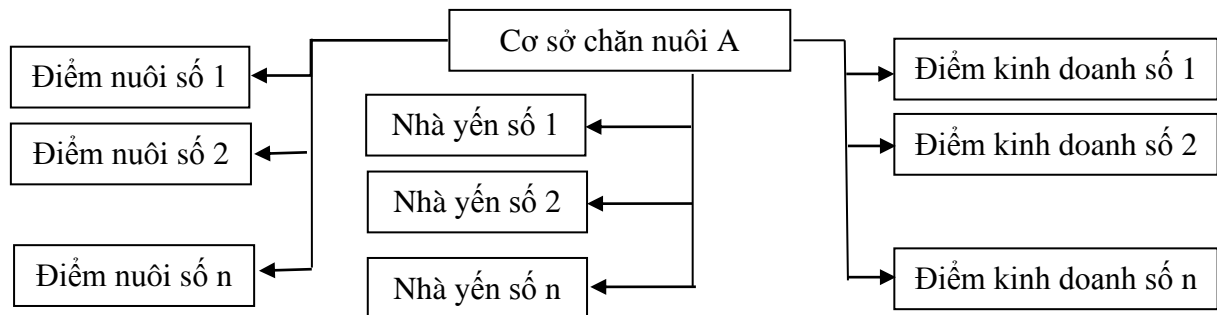 Cơ sở chăn nuôi A
Điểm nuôi số 1
Điểm nuôi số 2
Điểm nuôi số n
Nhà yến số 1
Nhà yến số 2
Nhà yến số n
Điểm kinh doanh số 1
Điểm kinh doanh số 2
Điểm kinh doanh số n